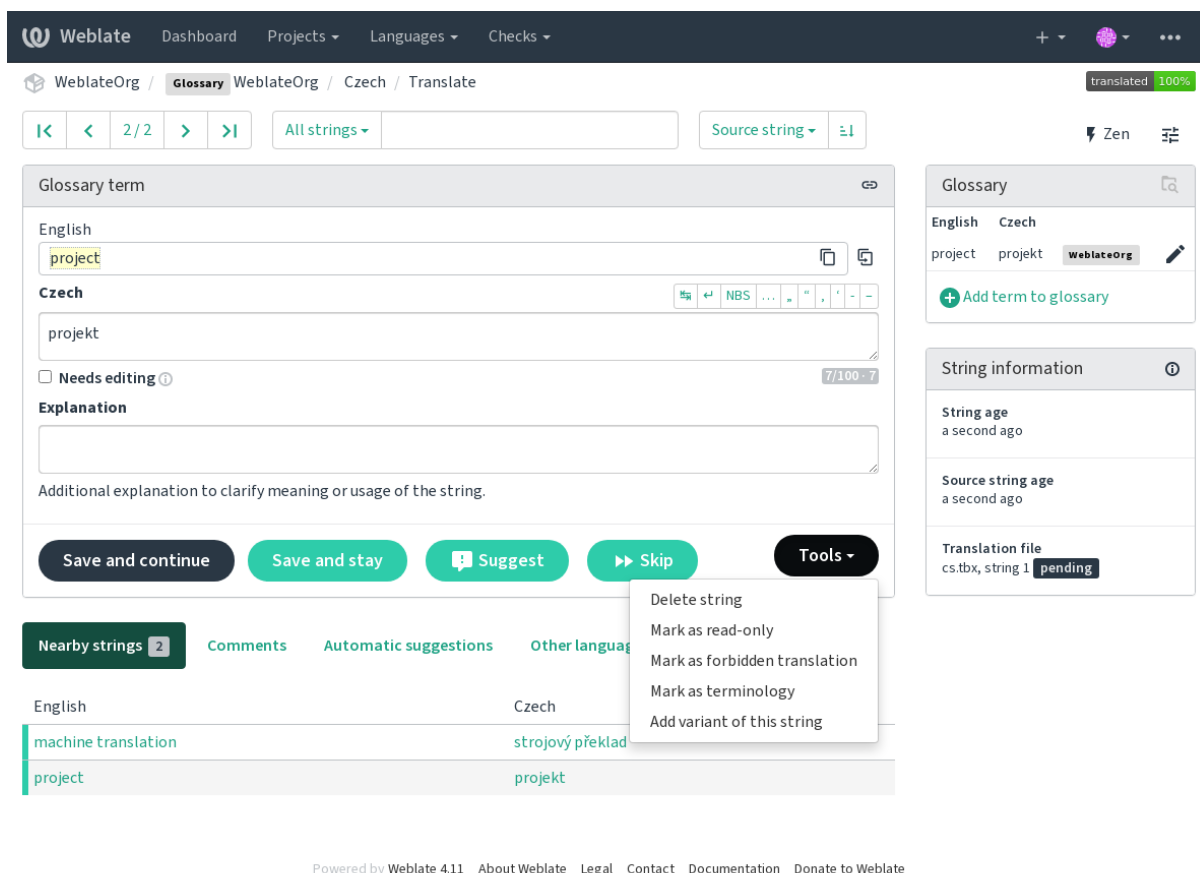 Weblate Dashboard Projects Languages Checks
WeblateOrg / Glossary WeblateOrg / Czech / Translate
translated 100%
2 / 2 All strings Source string Zen
Glossary term
English
project
Czech
NBS … „ “ ‚ ‘ - –
projekt
Needs editing 7/100 · 7
Explanation
Additional explanation to clarify meaning or usage of the string.
Save and continue Save and stay Suggest Skip Tools
Delete string
Mark as read-only
Mark as forbidden translation
Mark as terminology
Add variant of this string
Nearby strings 2 Comments Automatic suggestions Other languag
English Czech
machine translation strojový překlad
project projekt
Glossary
English Czech
project projekt WeblateOrg
Add term to glossary
String information
String age
a second ago
Source string age
a second ago
Translation file
cs.tbx, string 1 pending
Powered by Weblate 4.11 About Weblate Legal Contact Documentation Donate to Weblate